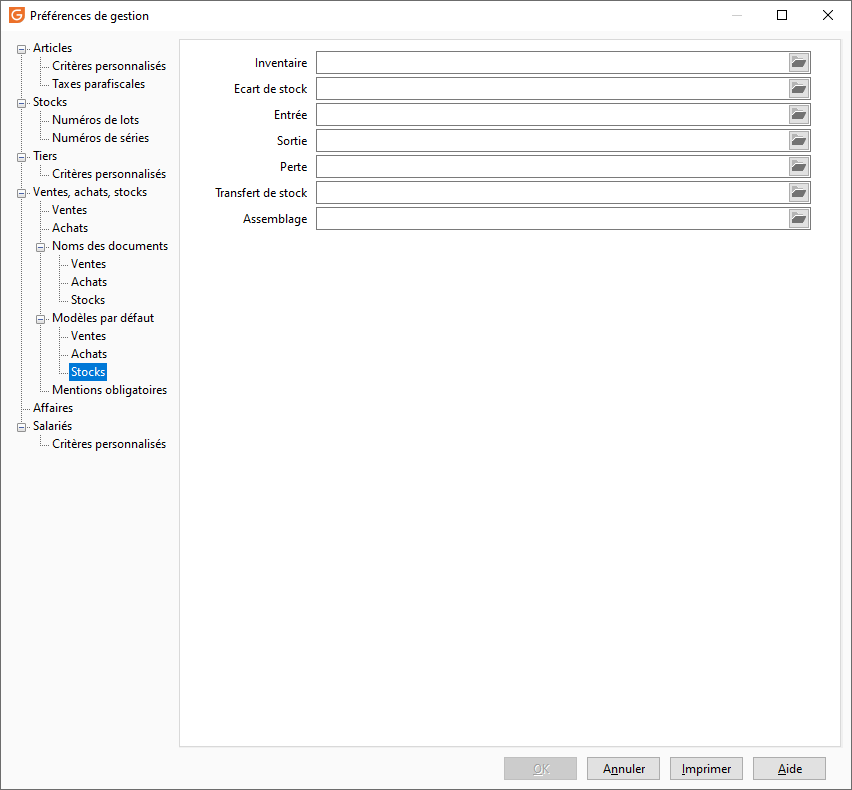 Préférences de gestion
Articles
Critères personnalisés
Taxes parafiscales
Stocks
Numéros de lots
Numéros de séries
Tiers
Critères personnalisés
Ventes, achats, stocks
Ventes
Achats
Noms des documents
Ventes
Achats
Stocks
Modèles par défaut
Ventes
Achats
Stocks
Mentions obligatoires
Affaires
Salariés
Critères personnalisés
Inventaire
Ecart de stock
Entrée
Sortie
Perte
Transfert de stock
Assemblage
OK
Annuler
Imprimer
Aide